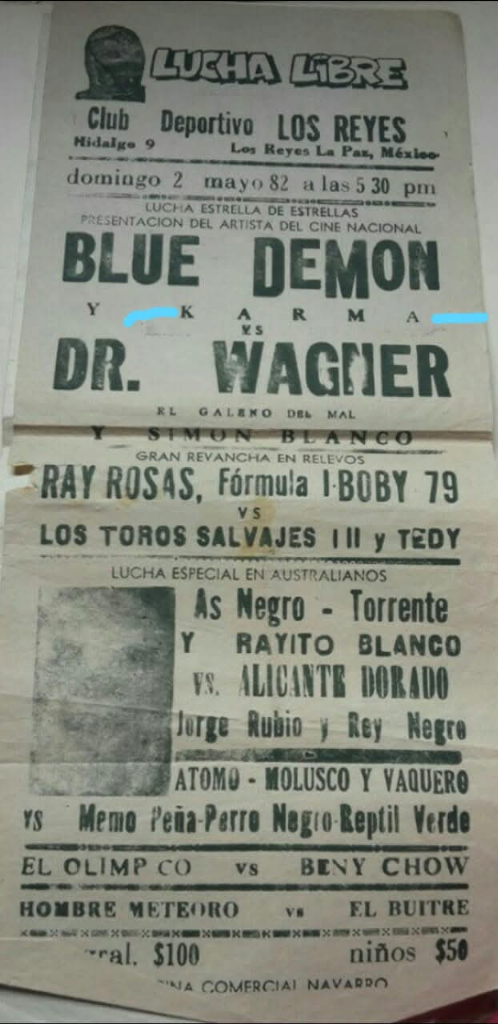 LUCHA LIBRE
Club Deportivo LOS REYES
Hidalgo 9 Los Reyes La Paz, México
domingo 2 mayo 82 a las 5 30 pm
LUCHA ESTRELLA DE ESTRELLAS
PRESENTACION DEL ARTISTA DEL CINE NACIONAL
BLUE DEMON
Y KARMA
VS
DR. WAGNER
EL GALENO DEL MAL
Y SIMON BLANCO
GRAN REVANCHA EN RELEVOS
RAY ROSAS, Fórmula I-BOBY 79
VS
LOS TOROS SALVAJES I II y TEDY
LUCHA ESPECIAL EN AUSTRALIANOS
As Negro - Torrente
Y RAYITO BLANCO
VS. ALICANTE DORADO
Jorge Rubio y Rey Negro
ATOMO - MOLUSCO Y VAQUERO
vs Memo Peña-Perro Negro-Reptil Verde
EL OLIMP CO vs BENY CHOW
HOMBRE METEORO vs EL BUITRE
ral. $100 niños $50
COMERCIAL NAVARRO